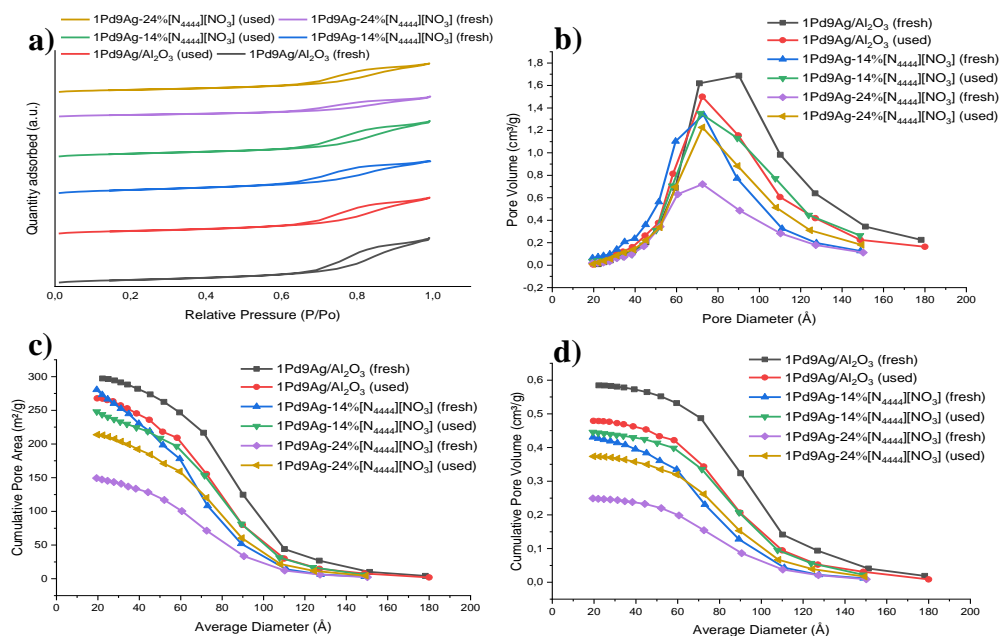 a)
1Pd9Ag-24%[N₄₄₄₄][NO₃] (used) 1Pd9Ag-24%[N₄₄₄₄][NO₃] (fresh)
1Pd9Ag-14%[N₄₄₄₄][NO₃] (used) 1Pd9Ag-14%[N₄₄₄₄][NO₃] (fresh)
1Pd9Ag/Al₂O₃ (used) 1Pd9Ag/Al₂O₃ (fresh)
Quantity adsorbed (a.u.)
0,0 0,2 0,4 0,6 0,8 1,0
Relative Pressure (P/Po)
b)
1Pd9Ag/Al₂O₃ (fresh)
1Pd9Ag/Al₂O₃ (used)
1Pd9Ag-14%[N₄₄₄₄][NO₃] (fresh)
1Pd9Ag-14%[N₄₄₄₄][NO₃] (used)
1Pd9Ag-24%[N₄₄₄₄][NO₃] (fresh)
1Pd9Ag-24%[N₄₄₄₄][NO₃] (used)
Pore Volume (cm³/g)
1,8
1,6
1,4
1,2
1,0
0,8
0,6
0,4
0,2
0,0
-0,2
0 20 40 60 80 100 120 140 160 180 200
Pore Diameter (Å)
c)
1Pd9Ag/Al₂O₃ (fresh)
1Pd9Ag/Al₂O₃ (used)
1Pd9Ag-14%[N₄₄₄₄][NO₃] (fresh)
1Pd9Ag-14%[N₄₄₄₄][NO₃] (used)
1Pd9Ag-24%[N₄₄₄₄][NO₃] (fresh)
1Pd9Ag-24%[N₄₄₄₄][NO₃] (used)
Cumulative Pore Area (m²/g)
300
250
200
150
100
50
0
0 20 40 60 80 100 120 140 160 180 200
Average Diameter (Å)
d)
1Pd9Ag/Al₂O₃ (fresh)
1Pd9Ag/Al₂O₃ (used)
1Pd9Ag-14%[N₄₄₄₄][NO₃] (fresh)
1Pd9Ag-14%[N₄₄₄₄][NO₃] (used)
1Pd9Ag-24%[N₄₄₄₄][NO₃] (fresh)
1Pd9Ag-24%[N₄₄₄₄][NO₃] (used)
Cumulative Pore Volume (cm³/g)
0,6
0,5
0,4
0,3
0,2
0,1
0,0
0 20 40 60 80 100 120 140 160 180 200
Average Diameter (Å)